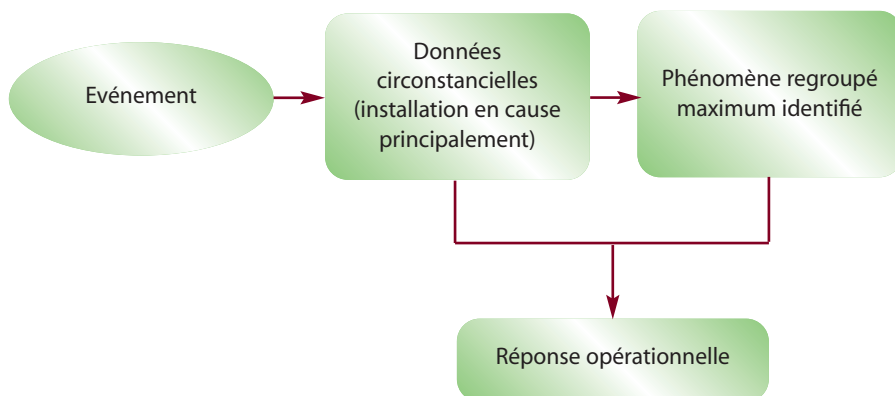 Evénement
Données
circonstancielles
(installation en cause
principalement)
Phénomène regroupé
maximum identifié
Réponse opérationnelle